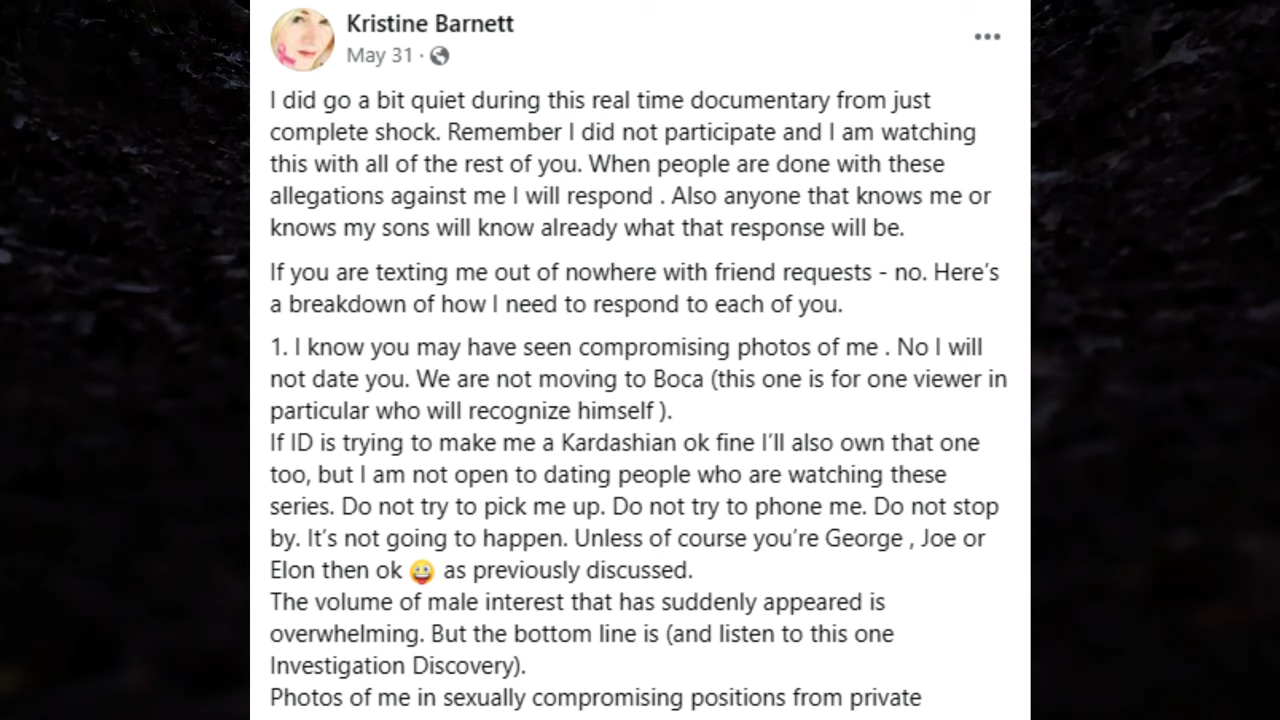 Kristine Barnett
May 31 ·
I did go a bit quiet during this real time documentary from just
complete shock. Remember I did not participate and I am watching
this with all of the rest of you. When people are done with these
allegations against me I will respond . Also anyone that knows me or
knows my sons will know already what that response will be.
If you are texting me out of nowhere with friend requests - no. Here's
a breakdown of how I need to respond to each of you.
1. I know you may have seen compromising photos of me . No I will
not date you. We are not moving to Boca (this one is for one viewer in
particular who will recognize himself ).
If ID is trying to make me a Kardashian ok fine I'll also own that one
too, but I am not open to dating people who are watching these
series. Do not try to pick me up. Do not try to phone me. Do not stop
by. It's not going to happen. Unless of course you're George , Joe or
Elon then ok 😀 as previously discussed.
The volume of male interest that has suddenly appeared is
overwhelming. But the bottom line is (and listen to this one
Investigation Discovery).
Photos of me in sexually compromising positions from private